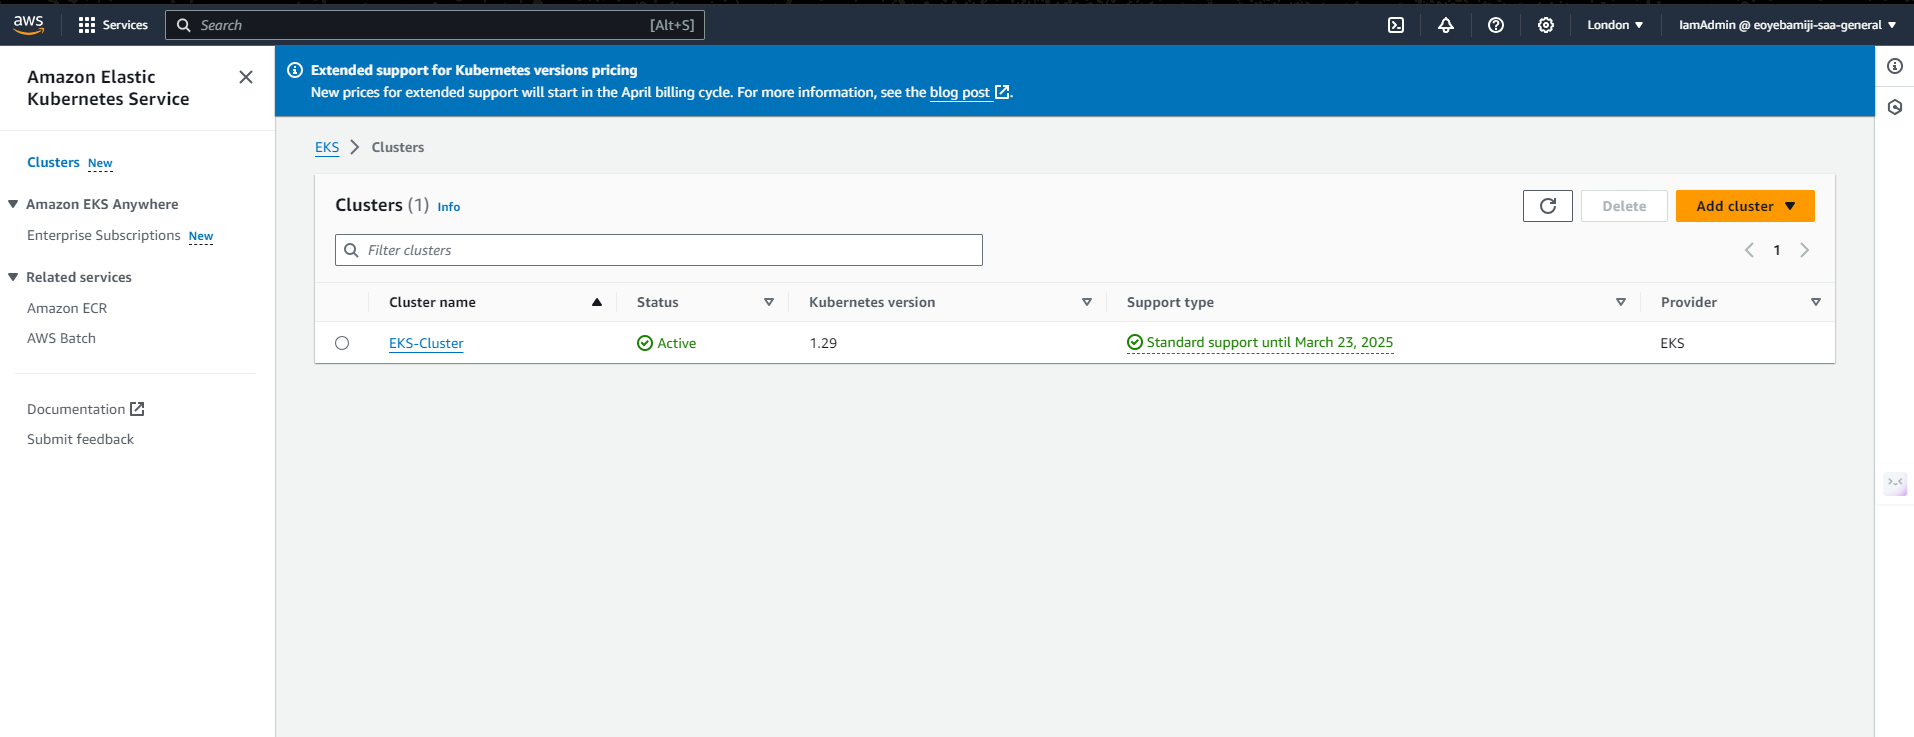 aws
Services
Search
[Alt+S]
London
IamAdmin @ eoyebamiji-saa-general
Amazon Elastic
Kubernetes Service
Clusters New
Amazon EKS Anywhere
Enterprise Subscriptions New
Related services
Amazon ECR
AWS Batch
Documentation
Submit feedback
Extended support for Kubernetes versions pricing
New prices for extended support will start in the April billing cycle. For more information, see the blog post .
EKS
Clusters
Clusters (1) Info
Delete
Add cluster
Filter clusters
1
Cluster name
Status
Kubernetes version
Support type
Provider
EKS-Cluster
Active
1.29
Standard support until March 23, 2025
EKS